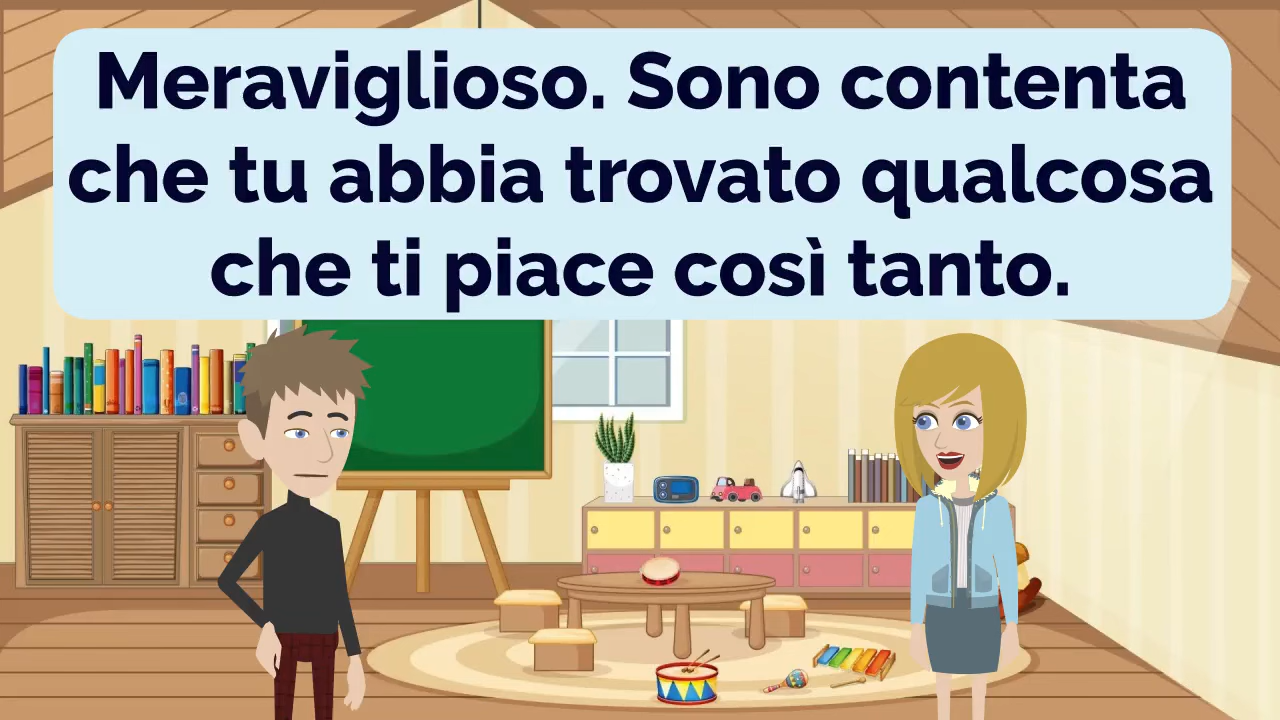 Meraviglioso. Sono contenta
che tu abbia trovato qualcosa
che ti piace così tanto.